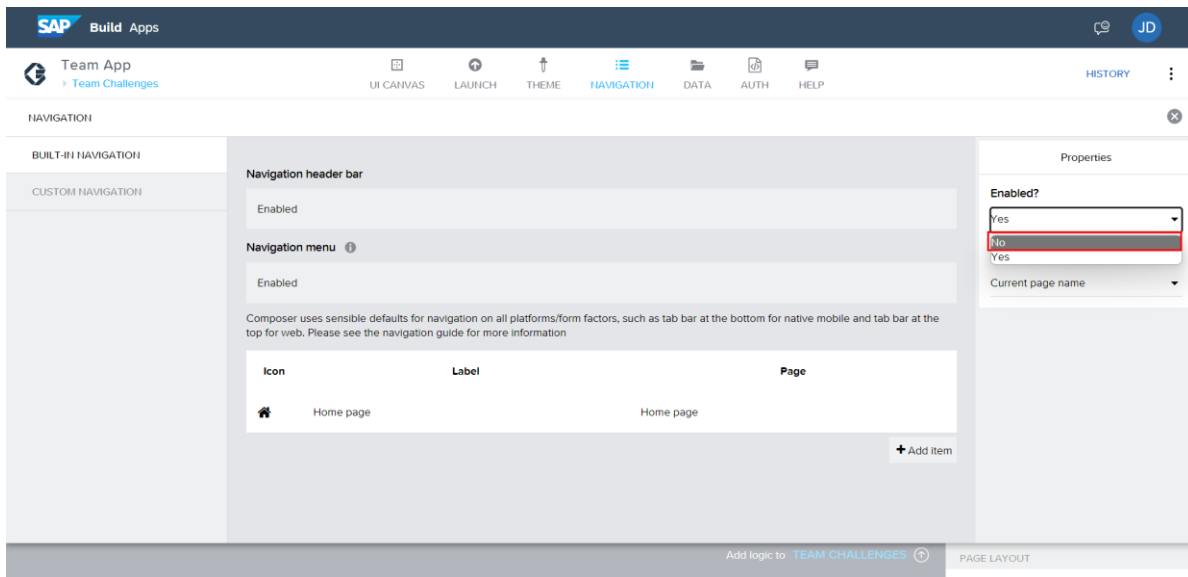 SAP Build Apps
JD
Team App
Team Challenges
UI CANVAS
LAUNCH
THEME
NAVIGATION
DATA
AUTH
HELP
HISTORY
NAVIGATION
BUILT-IN NAVIGATION
CUSTOM NAVIGATION
Navigation header bar
Enabled
Navigation menu
Enabled
Composer uses sensible defaults for navigation on all platforms/form factors, such as tab bar at the bottom for native mobile and tab bar at the
top for web. Please see the navigation guide for more information
Icon Label Page
Home page Home page
+ Add item
Properties
Enabled?
Yes
No
Yes
Current page name
Add logic to TEAM CHALLENGES
PAGE LAYOUT